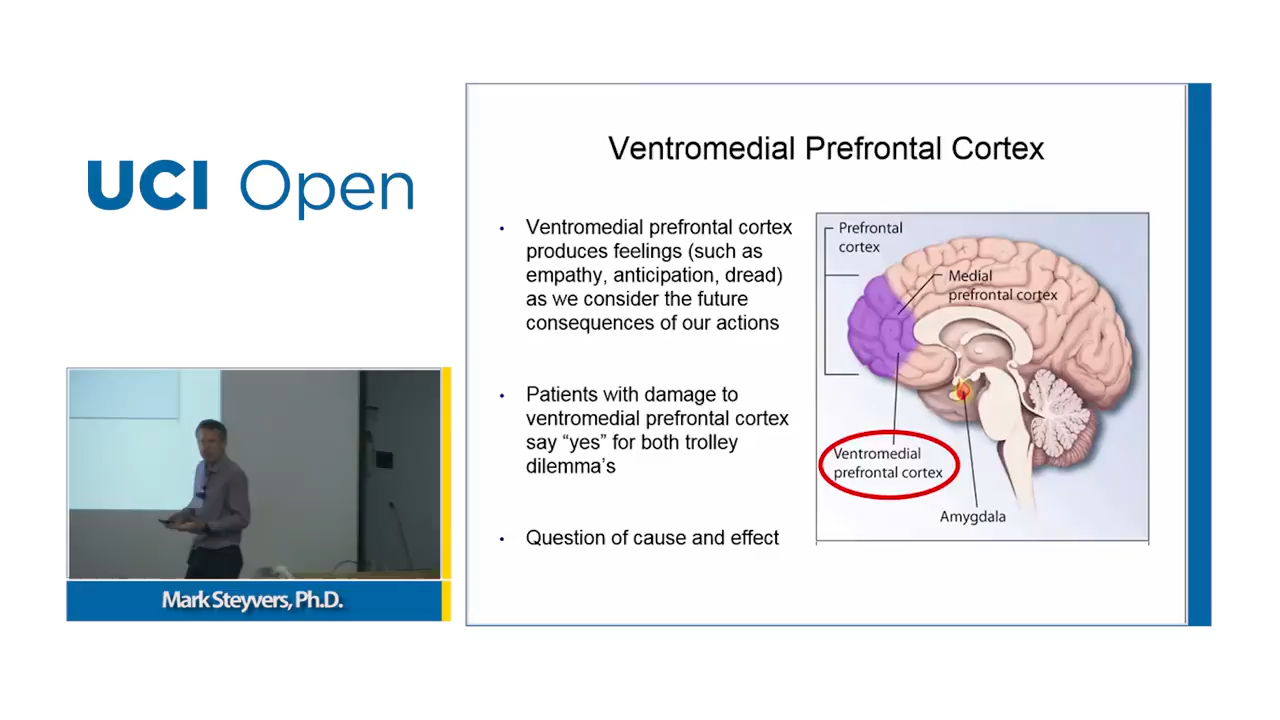 UCI Open
Ventromedial Prefrontal Cortex
• Ventromedial prefrontal cortex
produces feelings (such as
empathy, anticipation, dread)
as we consider the future
consequences of our actions
• Patients with damage to
ventromedial prefrontal cortex
say “yes” for both trolley
dilemma’s
• Question of cause and effect
Prefrontal
cortex
Medial
prefrontal cortex
Ventromedial
prefrontal cortex
Amygdala
Mark Steyvers, Ph.D.